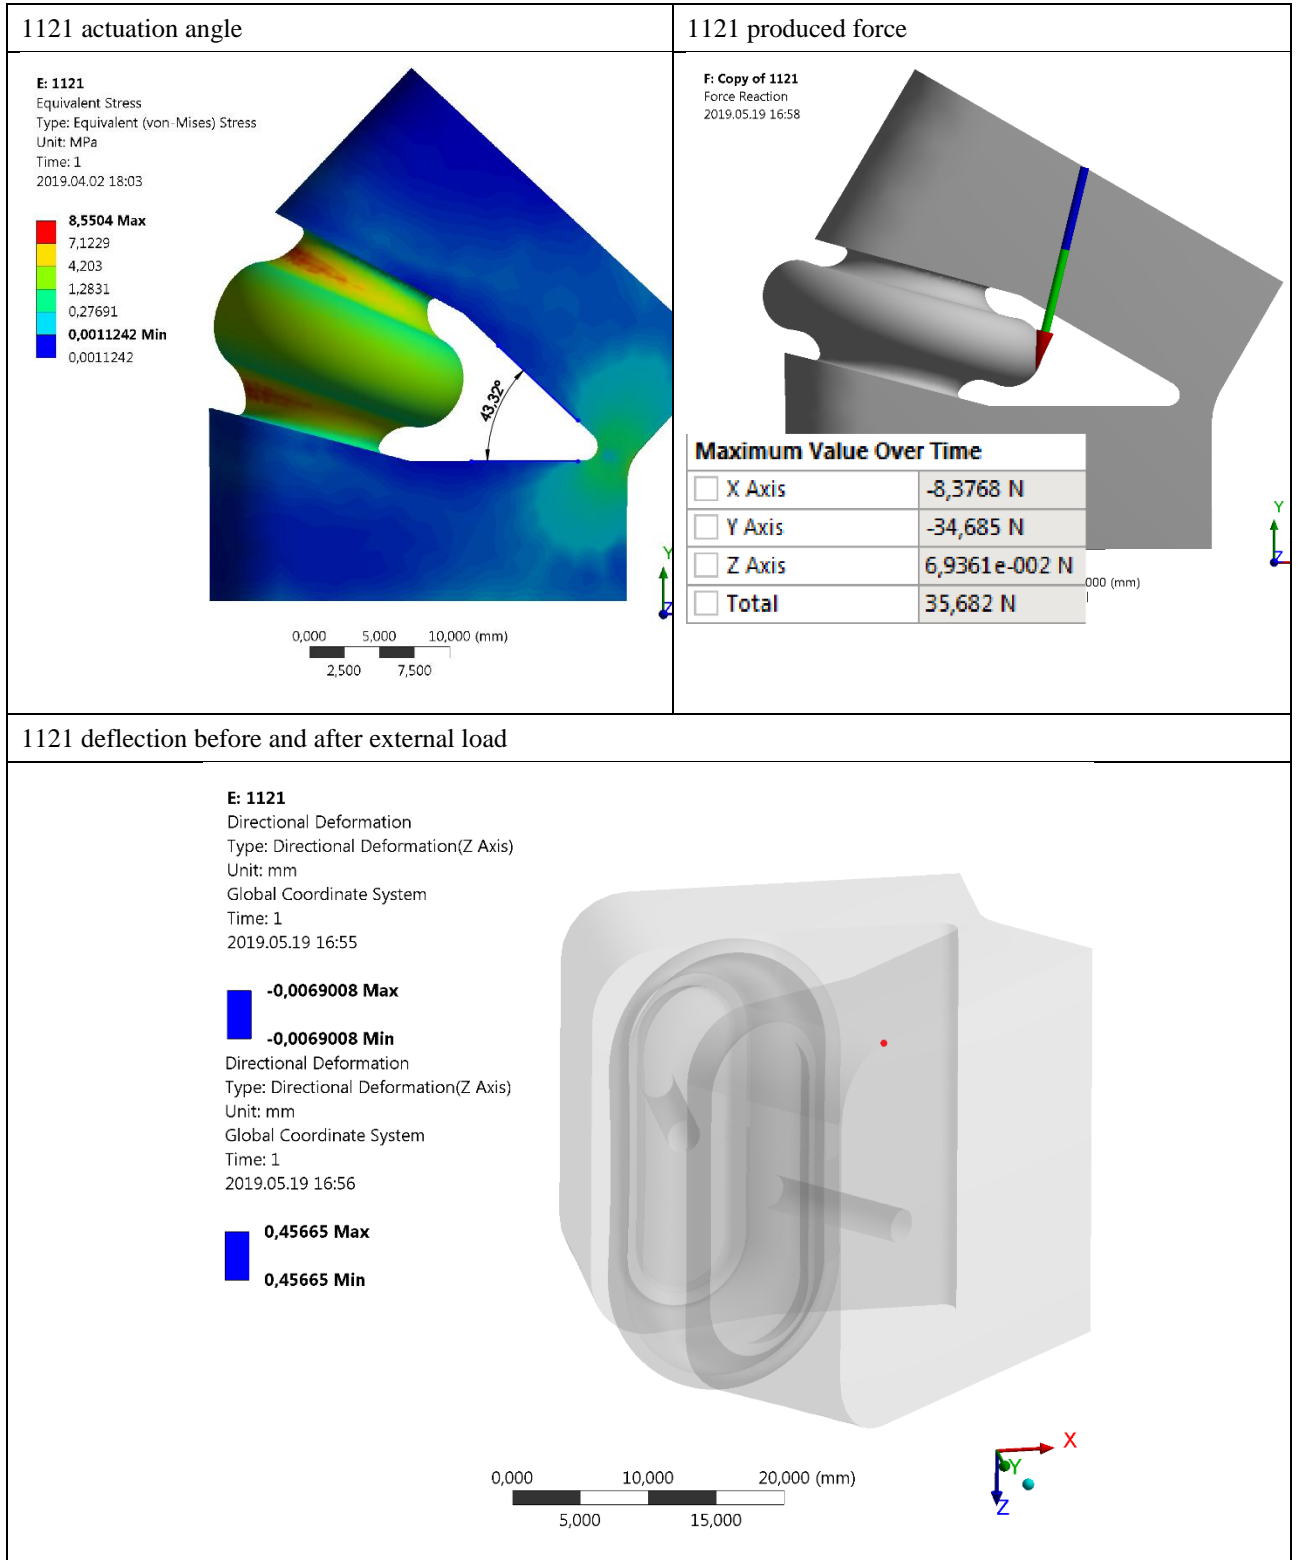 1121 actuation angle
1121 produced force
E: 1121
Equivalent Stress
Type: Equivalent (von-Mises) Stress
Unit: MPa
Time: 1
2019.04.02 18:03
8,5504 Max
7,1229
4,203
1,2831
0,27691
0,0011242 Min
0,0011242
43,32°
Y
Z
0,000 5,000 10,000 (mm)
2,500 7,500
F: Copy of 1121
Force Reaction
2019.05.19 16:58
Maximum Value Over Time
X Axis -8,3768 N
Y Axis -34,685 N
Z Axis 6,9361e-002 N
Total 35,682 N
000 (mm)
Y
Z
1121 deflection before and after external load
E: 1121
Directional Deformation
Type: Directional Deformation(Z Axis)
Unit: mm
Global Coordinate System
Time: 1
2019.05.19 16:55
-0,0069008 Max
-0,0069008 Min
Directional Deformation
Type: Directional Deformation(Z Axis)
Unit: mm
Global Coordinate System
Time: 1
2019.05.19 16:56
0,45665 Max
0,45665 Min
0,000 10,000 20,000 (mm)
5,000 15,000
X
Y
Z